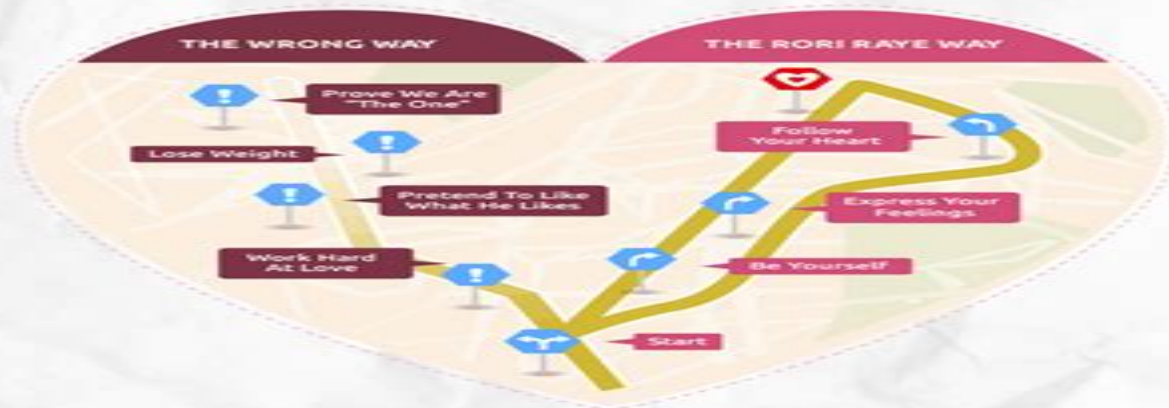 THE WRONG WAY
THE RORI RAYE WAY
Prove We Are
"The One"
Lose Weight
Pretend To Like
What He Likes
Work Hard
At Love
Follow
Your Heart
Express Your
Feelings
Be Yourself
Start